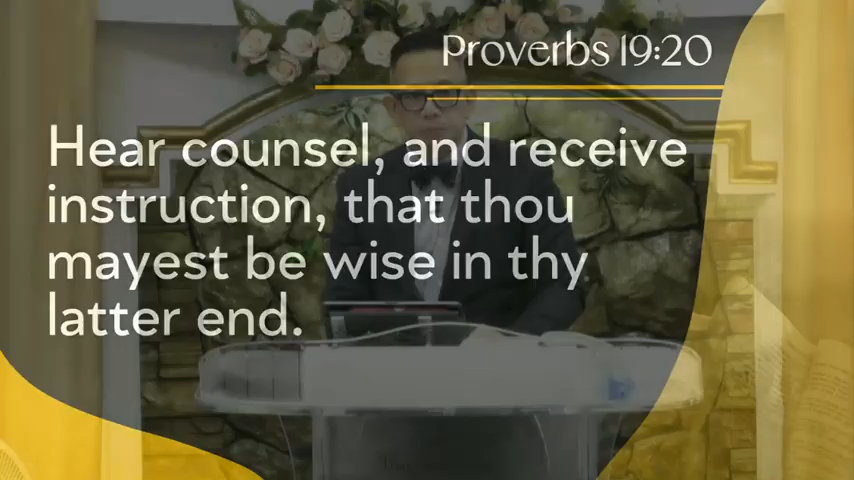 Proverbs 19:20
Hear counsel, and receive
instruction, that thou
mayest be wise in thy
latter end.